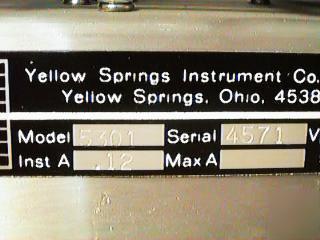 Yellow Springs Instrument Co.
Yellow Springs, Ohio, 4538
Model 5301 Serial 4571 V
Inst A .12 Max A